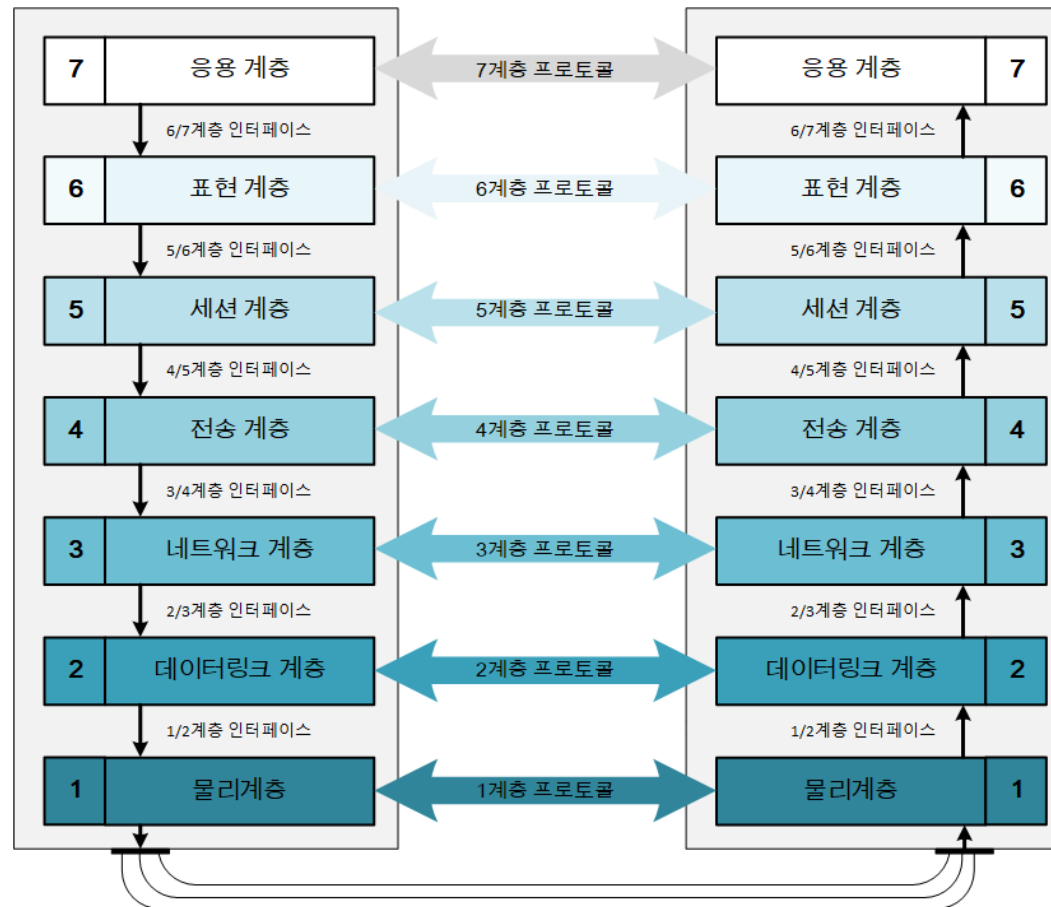 7 응용 계층 7계층 프로토콜 응용 계층 7
6/7계층 인터페이스 6/7계층 인터페이스
6 표현 계층 6계층 프로토콜 표현 계층 6
5/6계층 인터페이스 5/6계층 인터페이스
5 세션 계층 5계층 프로토콜 세션 계층 5
4/5계층 인터페이스 4/5계층 인터페이스
4 전송 계층 4계층 프로토콜 전송 계층 4
3/4계층 인터페이스 3/4계층 인터페이스
3 네트워크 계층 3계층 프로토콜 네트워크 계층 3
2/3계층 인터페이스 2/3계층 인터페이스
2 데이터링크 계층 2계층 프로토콜 데이터링크 계층 2
1/2계층 인터페이스 1/2계층 인터페이스
1 물리계층 1계층 프로토콜 물리계층 1